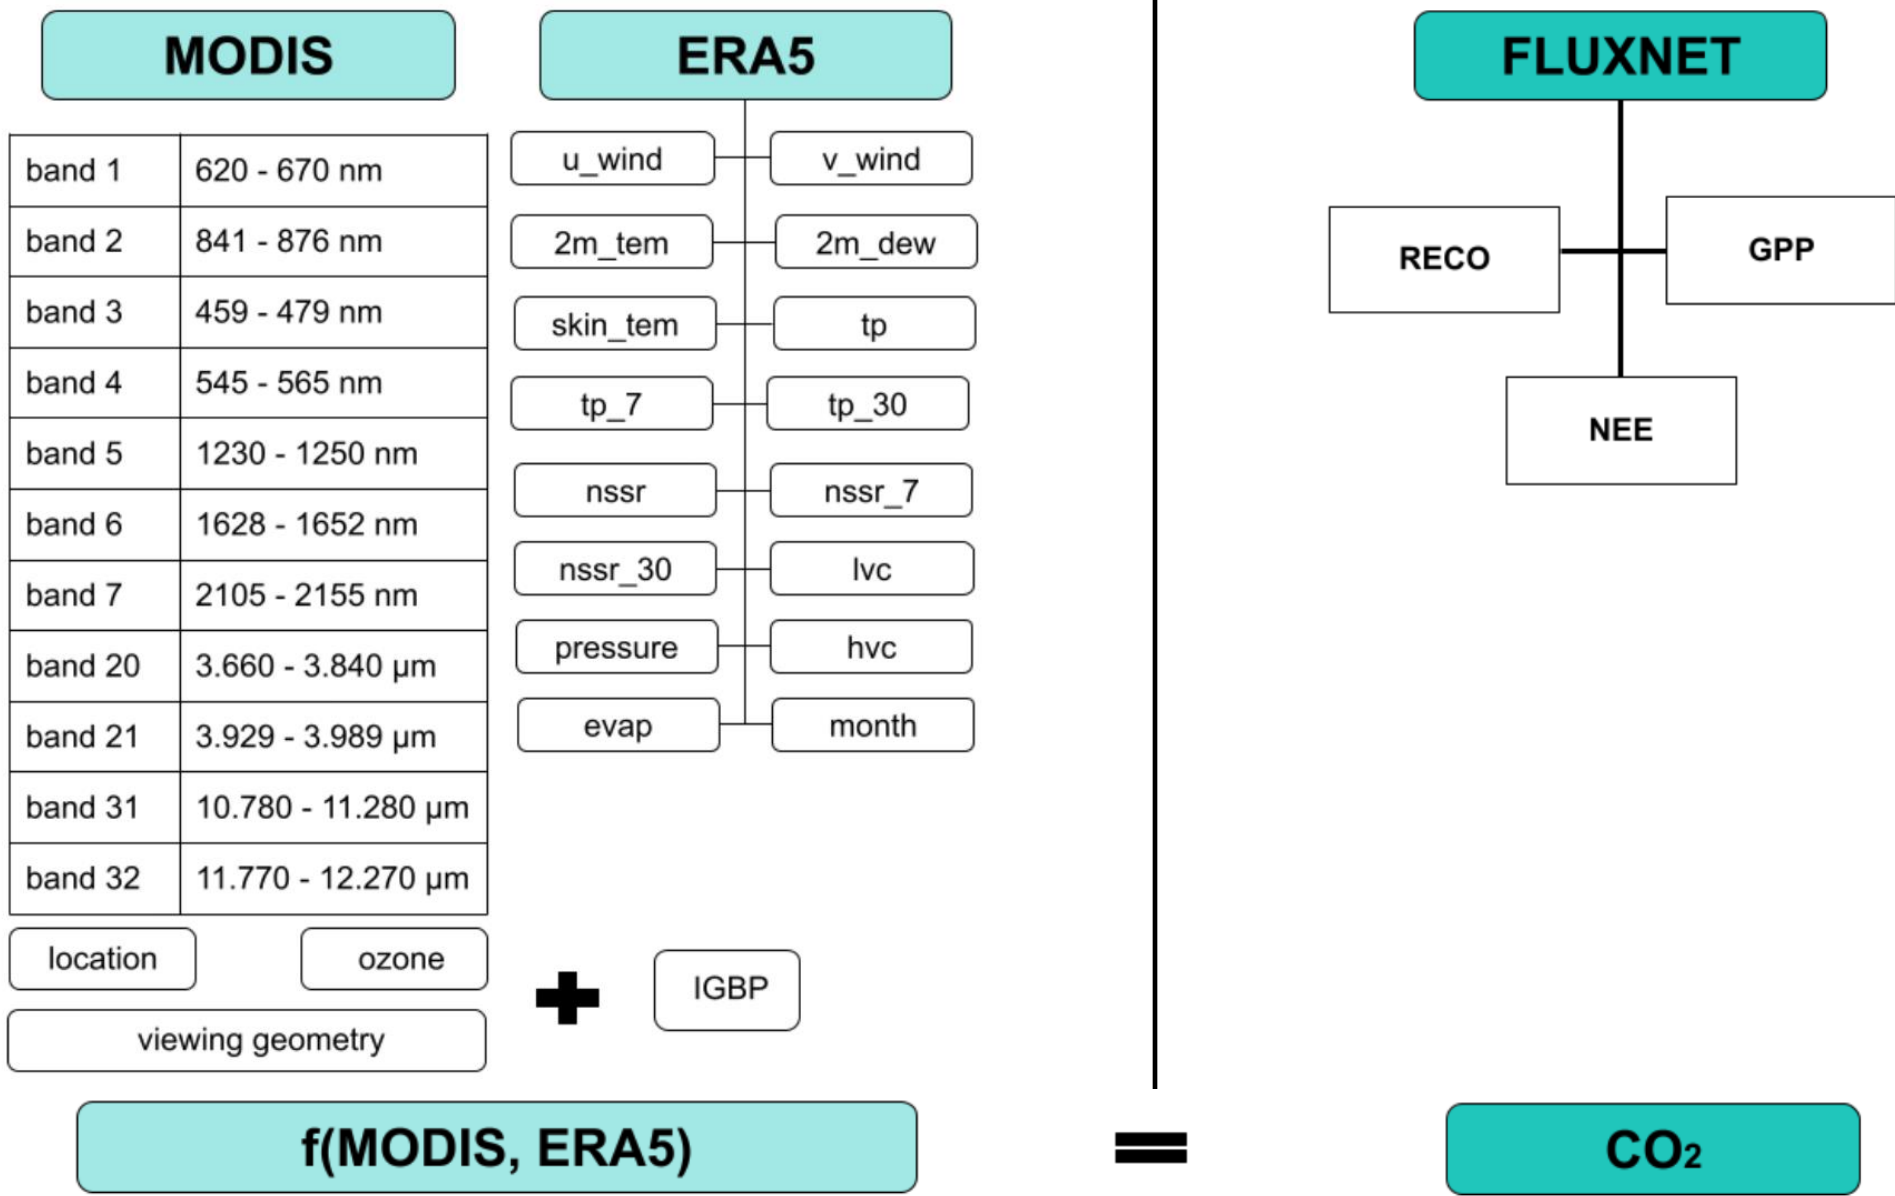 MODIS
band 1 620 - 670 nm
band 2 841 - 876 nm
band 3 459 - 479 nm
band 4 545 - 565 nm
band 5 1230 - 1250 nm
band 6 1628 - 1652 nm
band 7 2105 - 2155 nm
band 20 3.660 - 3.840 µm
band 21 3.929 - 3.989 µm
band 31 10.780 - 11.280 µm
band 32 11.770 - 12.270 µm
location ozone
viewing geometry
ERA5
u_wind v_wind
2m_tem 2m_dew
skin_tem tp
tp_7 tp_30
nssr nssr_7
nssr_30 lvc
pressure hvc
evap month
+ IGBP
FLUXNET
RECO GPP
NEE
f(MODIS, ERA5) = CO₂